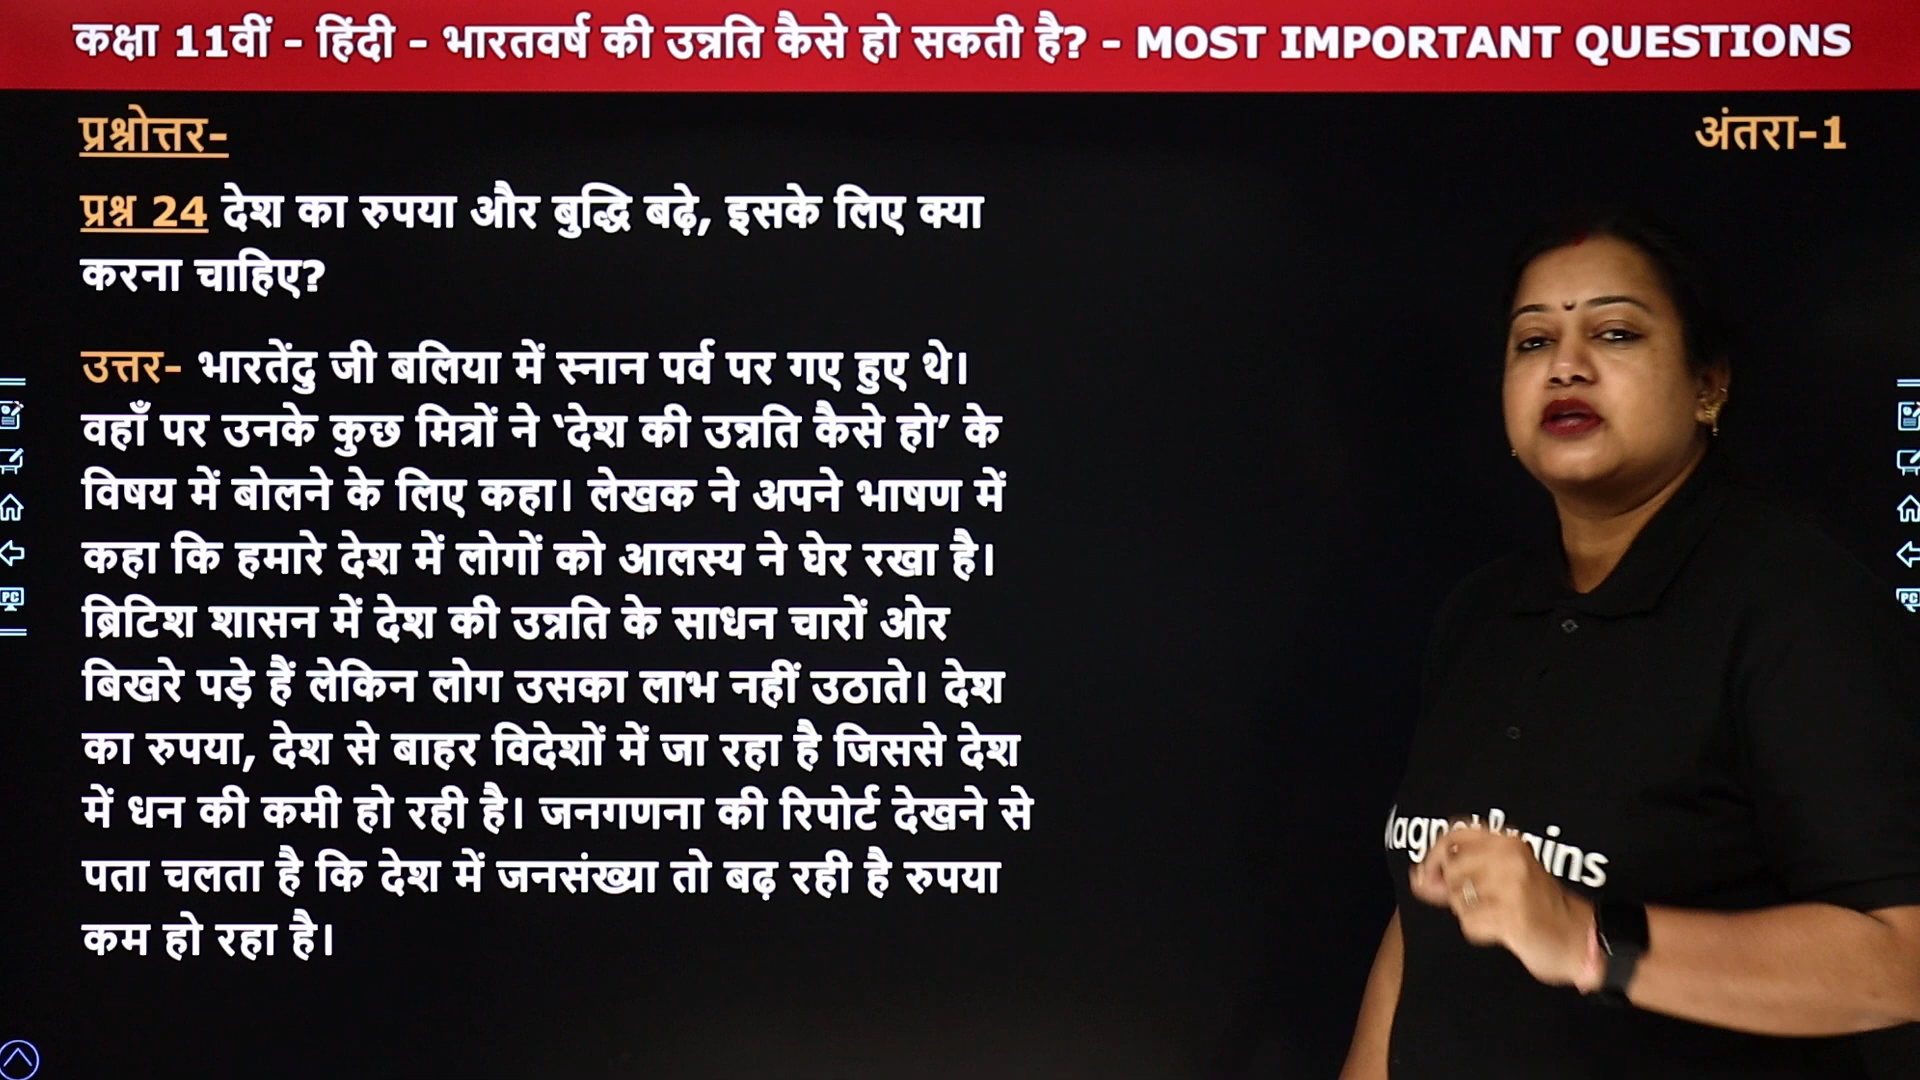 कक्षा 11वीं - हिंदी - भारतवर्ष की उन्नति कैसे हो सकती है? - MOST IMPORTANT QUESTIONS
प्रश्नोत्तर-
अंतरा-1
प्रश्न 24 देश का रुपया और बुद्धि बढ़े, इसके लिए क्या
करना चाहिए?
उत्तर- भारतेंदु जी बलिया में स्नान पर्व पर गए हुए थे।
वहाँ पर उनके कुछ मित्रों ने ‘देश की उन्नति कैसे हो’ के
विषय में बोलने के लिए कहा। लेखक ने अपने भाषण में
कहा कि हमारे देश में लोगों को आलस्य ने घेर रखा है।
ब्रिटिश शासन में देश की उन्नति के साधन चारों ओर
बिखरे पड़े हैं लेकिन लोग उसका लाभ नहीं उठाते। देश
का रुपया, देश से बाहर विदेशों में जा रहा है जिससे देश
में धन की कमी हो रही है। जनगणना की रिपोर्ट देखने से
पता चलता है कि देश में जनसंख्या तो बढ़ रही है रुपया
कम हो रहा है।
PC
PC